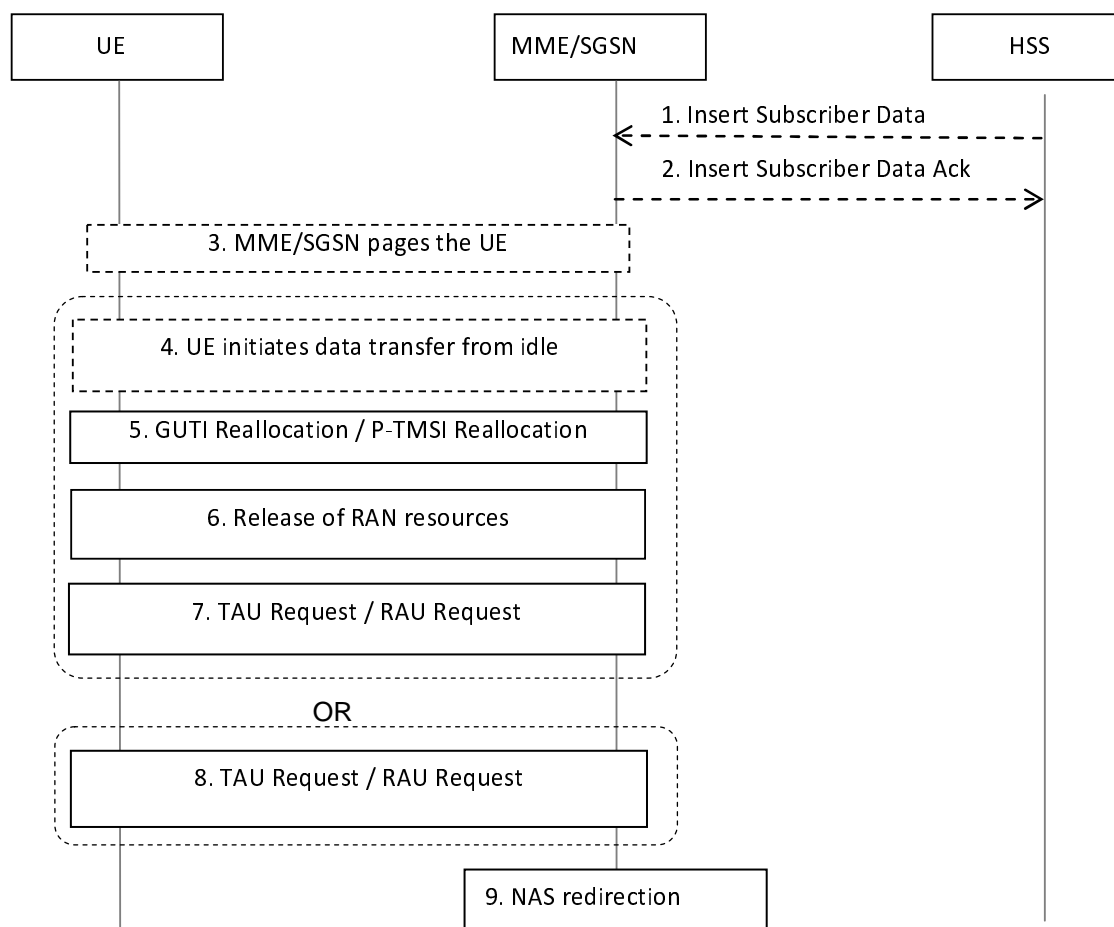 UE
MME/SGSN
HSS
1. Insert Subscriber Data
2. Insert Subscriber Data Ack
3. MME/SGSN pages the UE
4. UE initiates data transfer from idle
5. GUTI Reallocation / P-TMSI Reallocation
6. Release of RAN resources
7. TAU Request / RAU Request
OR
8. TAU Request / RAU Request
9. NAS redirection